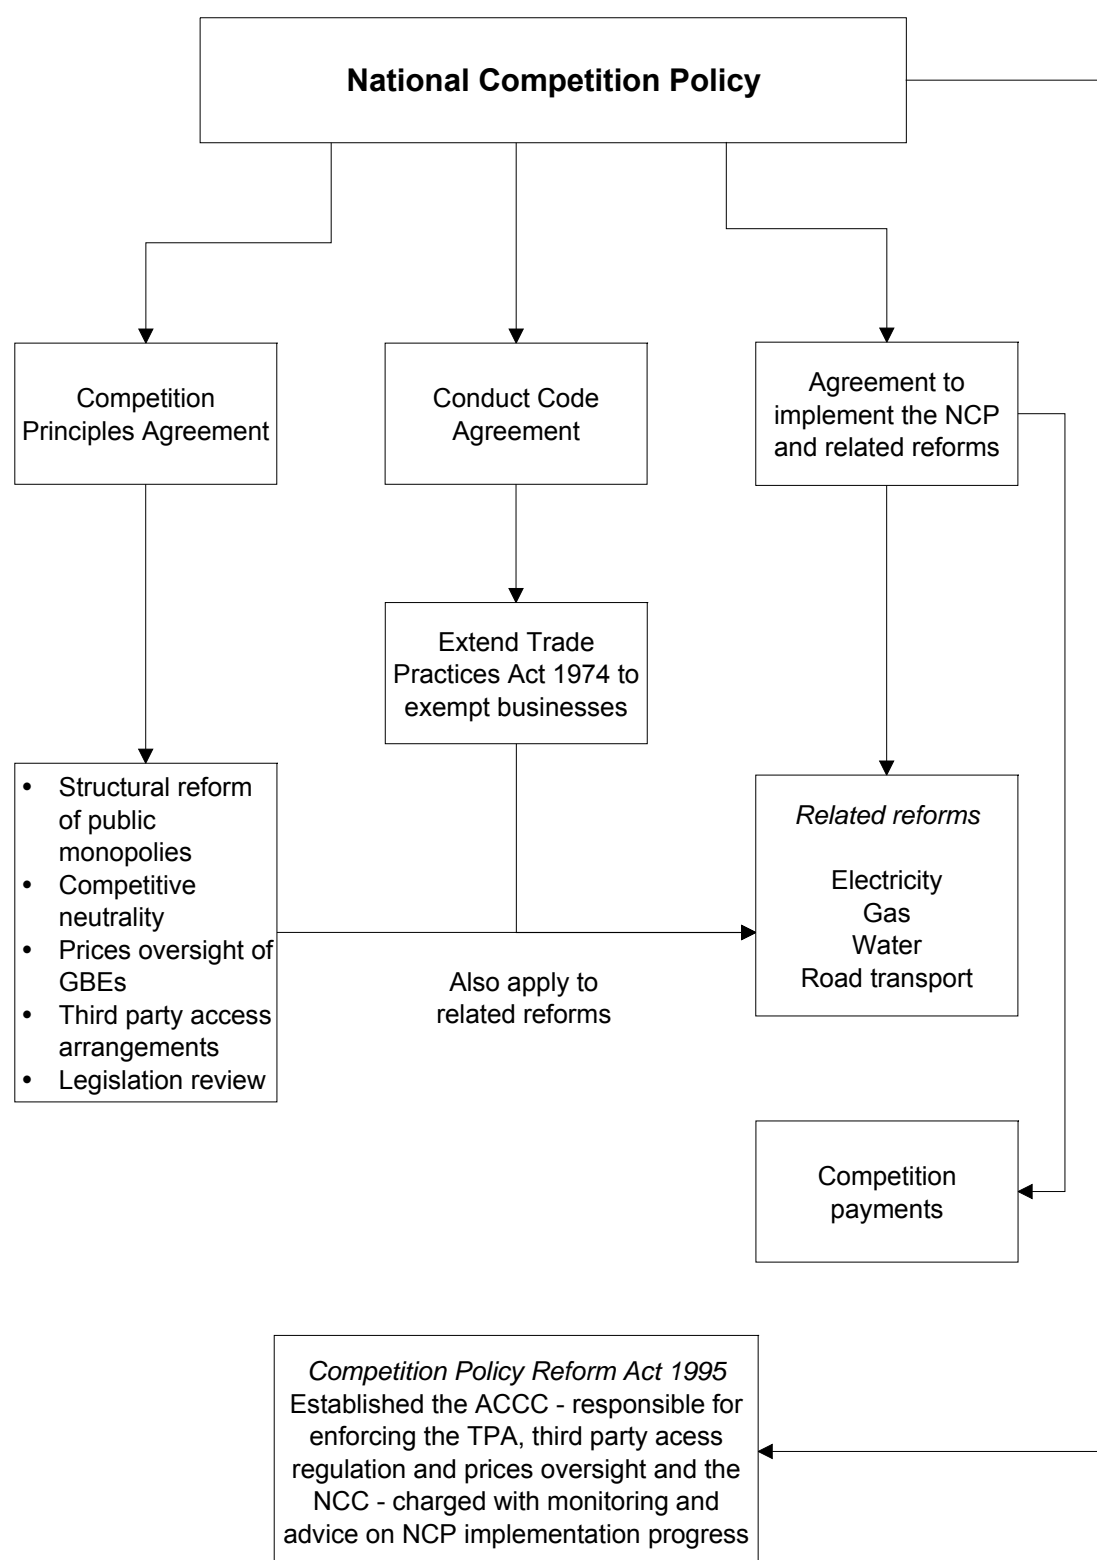 National Competition Policy
Competition
Principles Agreement
Conduct Code
Agreement
Agreement to
implement the NCP
and related reforms
Extend Trade
Practices Act 1974 to
exempt businesses
• Structural reform
of public
monopolies
• Competitive
neutrality
• Prices oversight of
GBEs
• Third party access
arrangements
• Legislation review
Also apply to
related reforms
Related reforms
Electricity
Gas
Water
Road transport
Competition
payments
Competition Policy Reform Act 1995
Established the ACCC - responsible for
enforcing the TPA, third party acess
regulation and prices oversight and the
NCC - charged with monitoring and
advice on NCP implementation progress